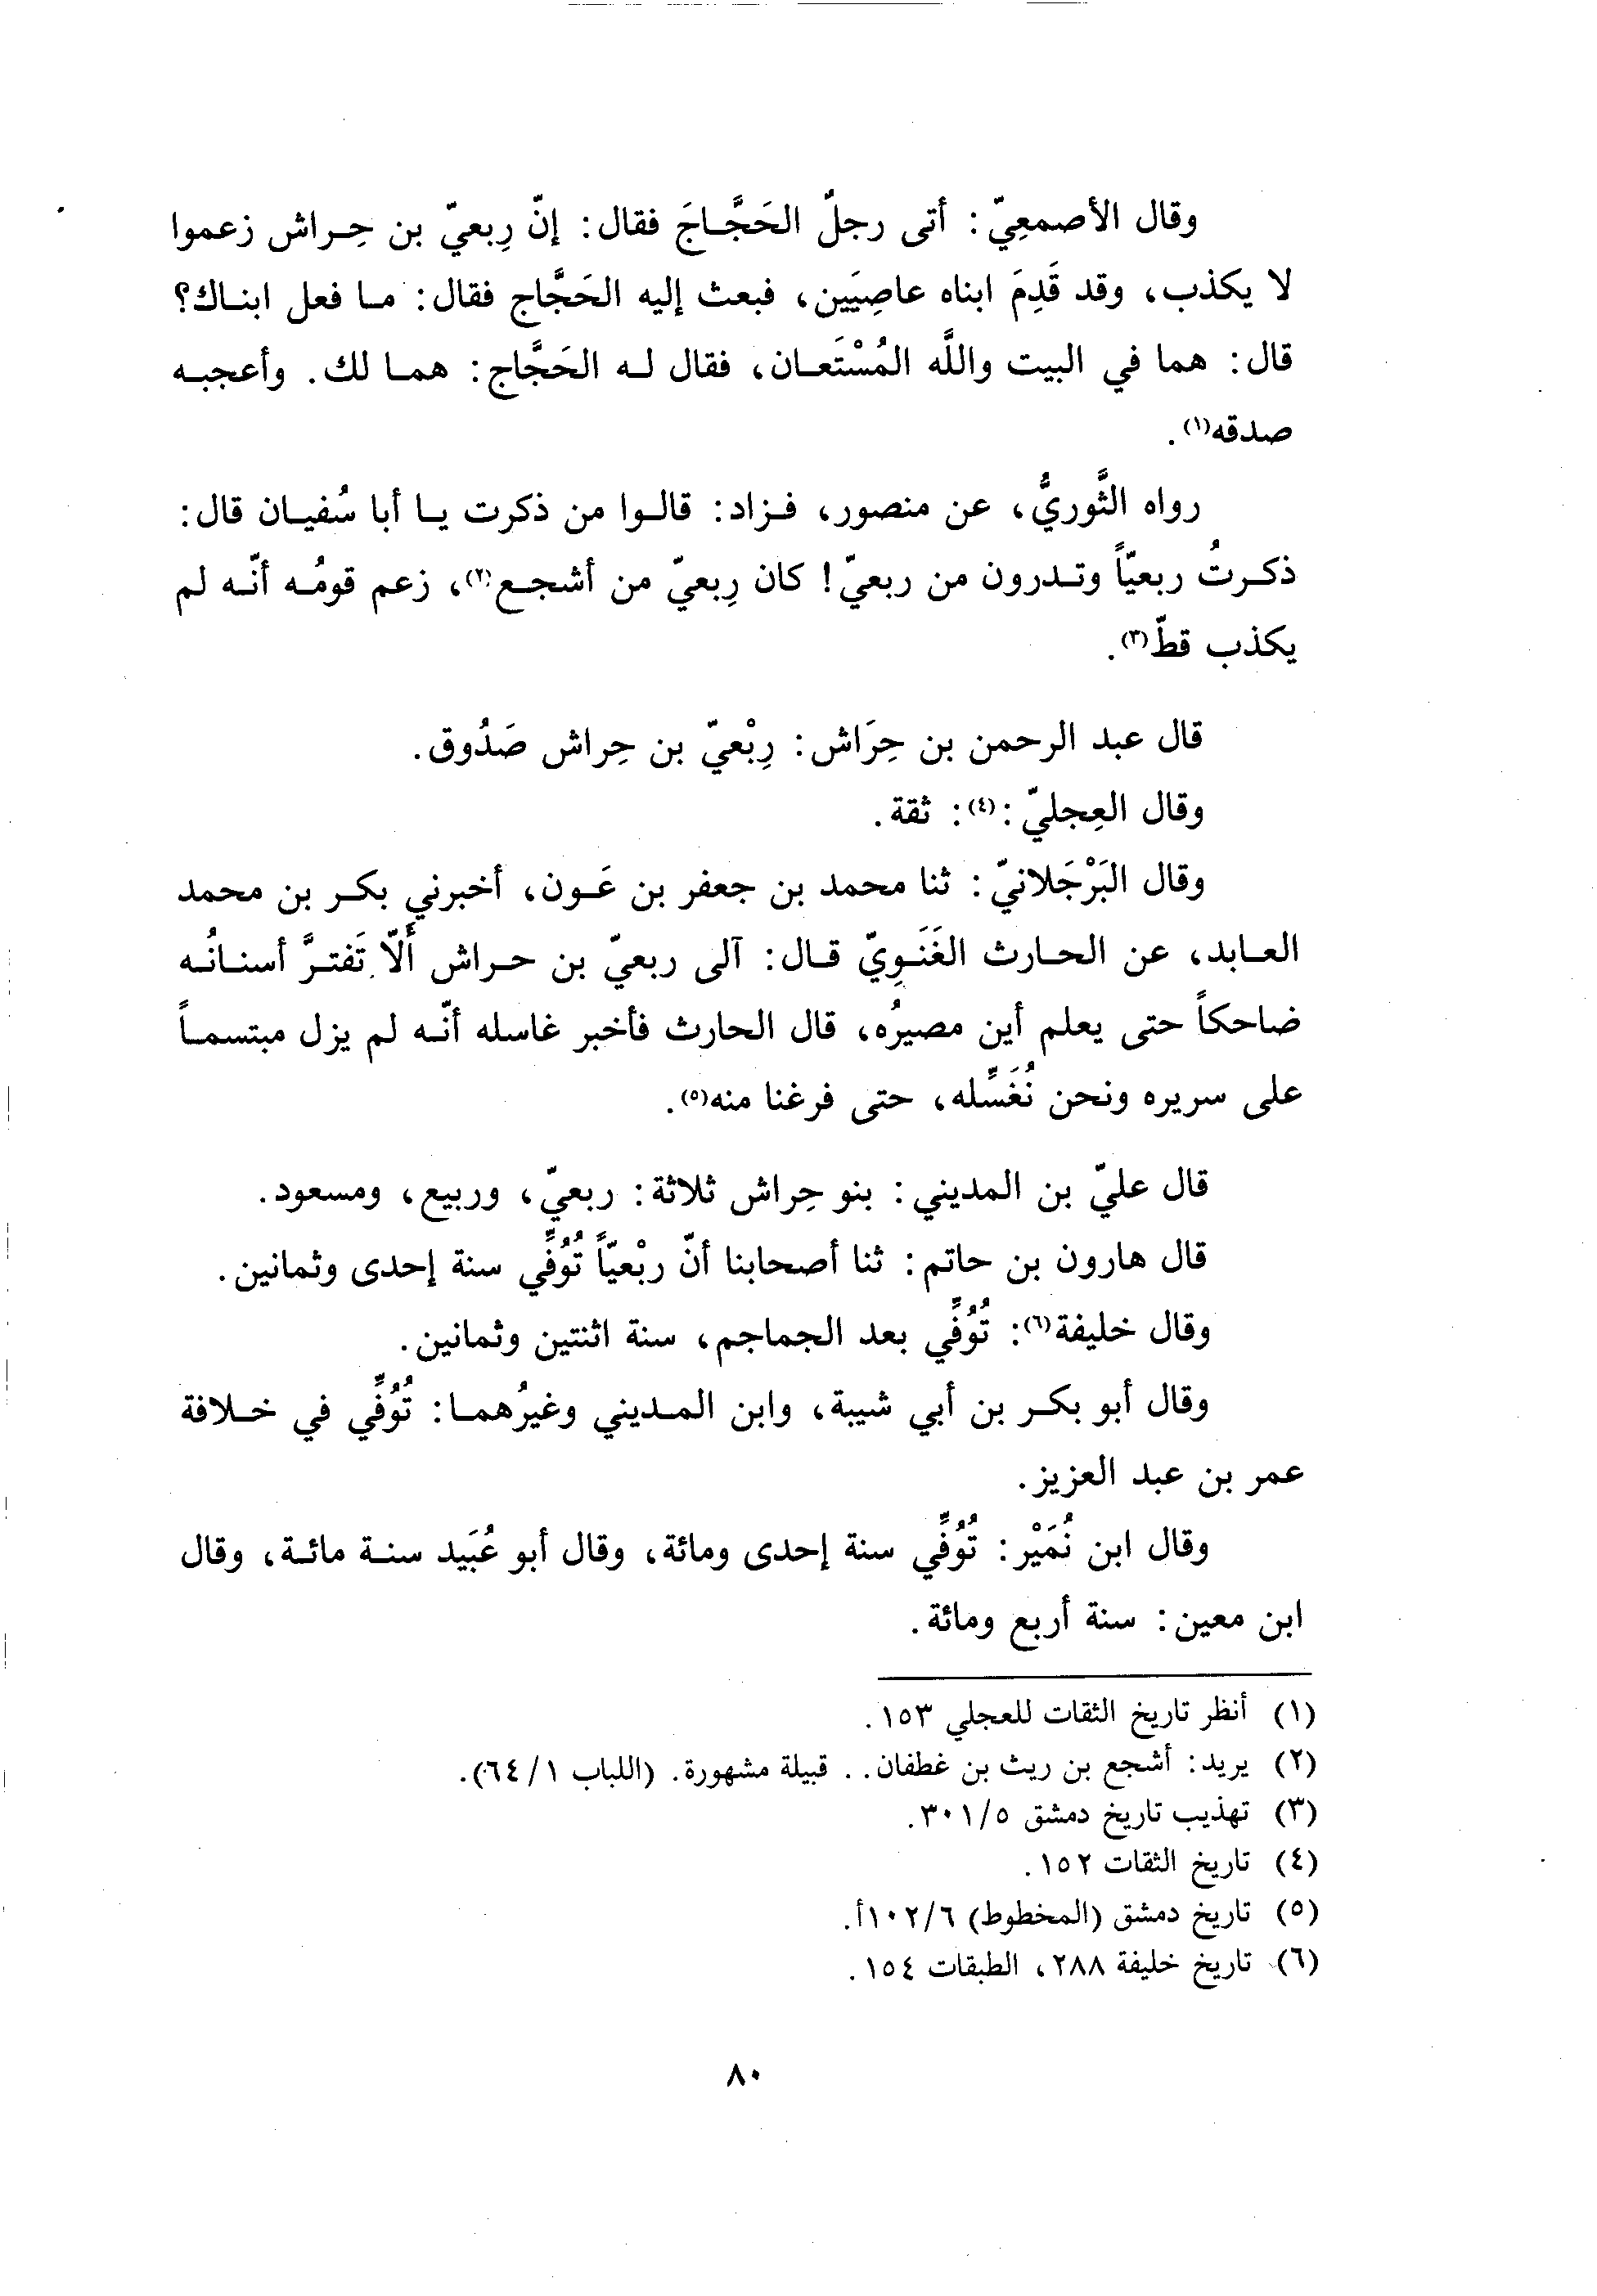 وقال الأصمعِيّ: أتى رجلٌ الحَجَّاجَ فقال: إنّ رِبعيّ بن حِراش زعموا
لا يكذب، وقد قَدِمَ ابناه عاصِيَين، فبعث إليه الحَجَّاج فقال: ما فعل ابناك؟
قال: هما في البيت واللَّه المُسْتَعان، فقال له الحَجَّاج: هما لك. وأعجبه
صدقه(١).
رواه الثَّوريُّ، عن منصور، فزاد: قالوا من ذكرت يا أبا سُفيان قال:
ذكرتُ ربعيّاً وتدرون من ربعيّ! كان رِبعيّ من أشجع(٢)، زعم قومُه أنّه لم
يكذب قطّ(٣).
قال عبد الرحمن بن حِرَاش: رِبْعيّ بن حِراش صَدُوق.
وقال العِجليّ:(٤): ثقة.
وقال البَرْجَلانيّ: ثنا محمد بن جعفر بن عَون، أخبرني بكر بن محمد
العابد، عن الحارث الغَنَوِيّ قال: آلى ربعيّ بن حراش أَلّا تَفترَّ أسنانُه
ضاحكاً حتى يعلم أين مصيرُه، قال الحارث فأخبر غاسله أنّه لم يزل مبتسماً
على سريره ونحن نُغَسِّله، حتى فرغنا منه(٥).
قال عليّ بن المديني: بنو حِراش ثلاثة: ربعيّ، وربيع، ومسعود.
قال هارون بن حاتم: ثنا أصحابنا أنّ ربْعيّاً تُوُفِّي سنة إحدى وثمانين.
وقال خليفة(٦): تُوُفِّي بعد الجماجم، سنة اثنتين وثمانين.
وقال أبو بكر بن أبي شيبة، وابن المديني وغيرُهما: تُوُفِّي في خلافة
عمر بن عبد العزيز.
وقال ابن نُمَيْر: تُوُفِّي سنة إحدى ومائة، وقال أبو عُبَيد سنة مائة، وقال
ابن معين: سنة أربع ومائة.
(١) أنظر تاريخ الثقات للعجلي ١٥٣.
(٢) يريد: أشجع بن ريث بن غطفان.. قبيلة مشهورة. (اللباب ١/٦٤).
(٣) تهذيب تاريخ دمشق ٥/٣٠١.
(٤) تاريخ الثقات ١٥٢.
(٥) تاريخ دمشق (المخطوط) ٦/١٠٢أ.
(٦) تاريخ خليفة ٢٨٨، الطبقات ١٥٤.
٨٠